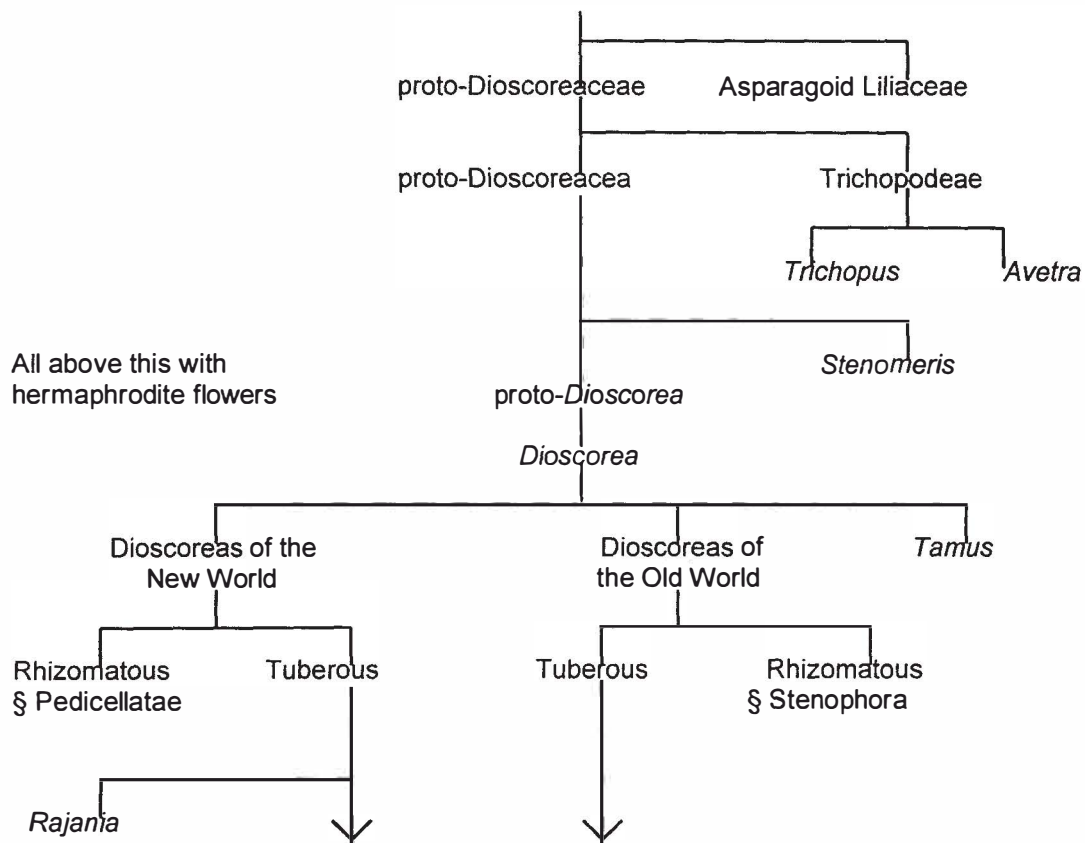 proto-Dioscoreaceae
Asparagoid Liliaceae
proto-Dioscoreacea
Trichopodeae
Trichopus
Avetra
All above this with
hermaphrodite flowers
Stenomeris
proto-Dioscorea
Dioscorea
Dioscoreas of the
New World
Dioscoreas of
the Old World
Tamus
Rhizomatous
§ Pedicellatae
Tuberous
Tuberous
Rhizomatous
§ Stenophora
Rajania